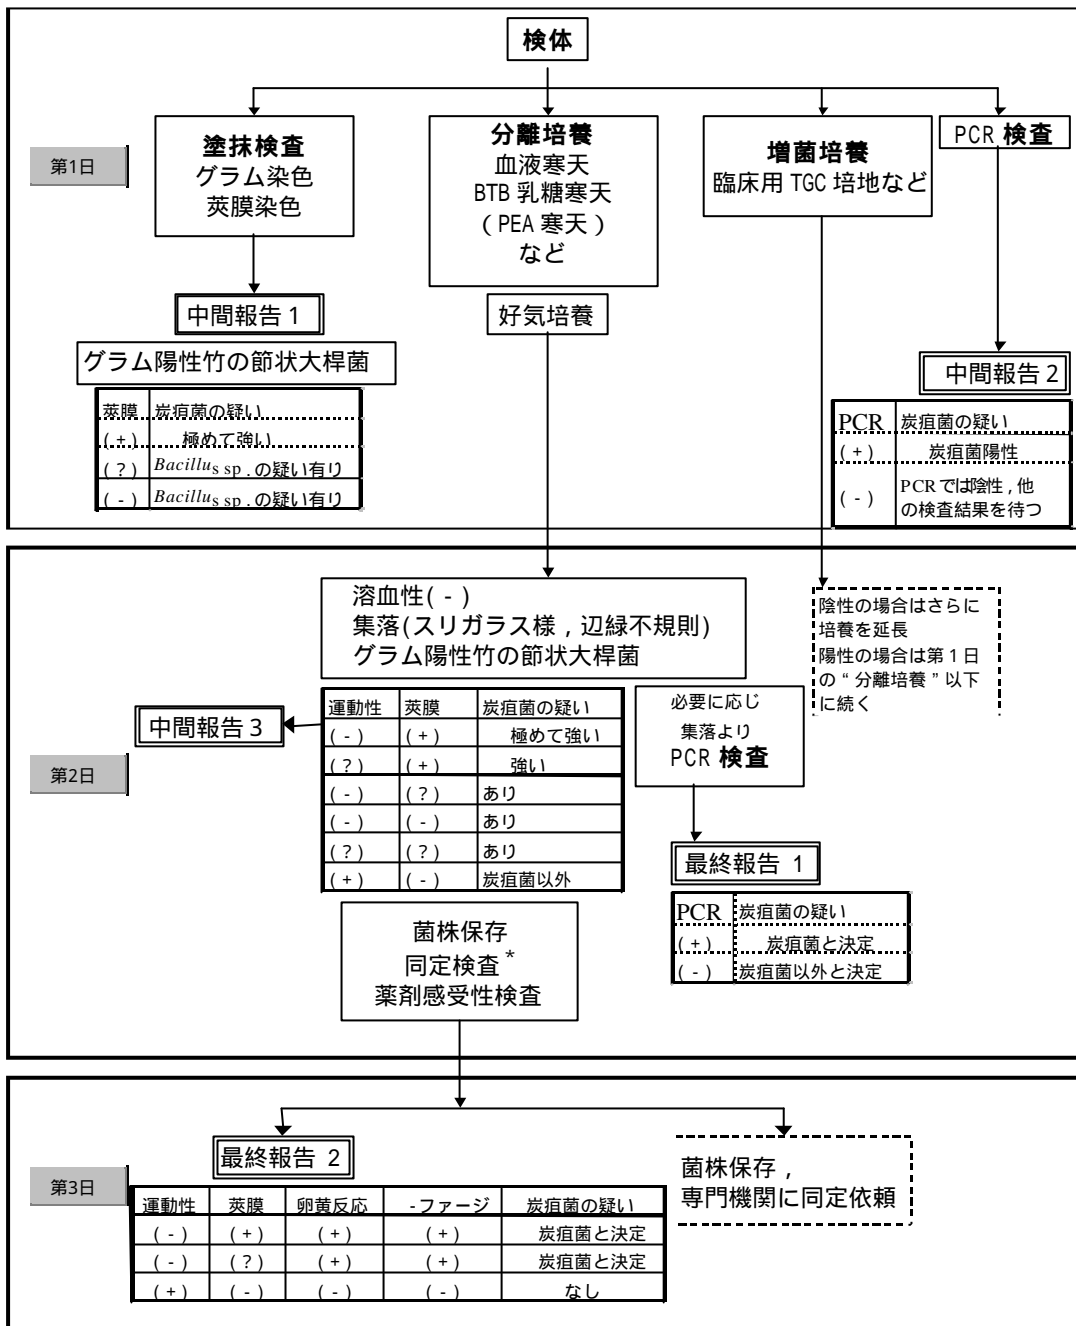 検体
第1日
塗抹検査
グラム染色
莢膜染色
分離培養
血液寒天
BTB 乳糖寒天
( PEA 寒天 )
など
増菌培養
臨床用 TGC 培地など
PCR 検査
中間報告 1
グラム陽性竹の節状大桿菌
莢膜 炭疽菌の疑い
( + ) 極めて強い
( ? ) Bacillus sp . の疑い有り
( - ) Bacillus sp . の疑い有り
好気培養
中間報告 2
PCR 炭疽菌の疑い
( + ) 炭疽菌陽性
( - ) PCR では陰性 , 他
の検査結果を待つ
第2日
溶血性( - )
集落(スリガラス様 , 辺縁不規則)
グラム陽性竹の節状大桿菌
陰性の場合はさらに
培養を延長
陽性の場合は第 1 日
の “ 分離培養 ” 以下
に続く
中間報告 3
運動性 莢膜 炭疽菌の疑い
( - ) ( + ) 極めて強い
( ? ) ( + ) 強い
( - ) ( ? ) あり
( - ) ( - ) あり
( ? ) ( ? ) あり
( + ) ( - ) 炭疽菌以外
必要に応じ
集落より
PCR 検査
最終報告 1
PCR 炭疽菌の疑い
( + ) 炭疽菌と決定
( - ) 炭疽菌以外と決定
菌株保存
同定検査 *
薬剤感受性検査
第3日
最終報告 2
運動性 莢膜 卵黄反応 -ファージ 炭疽菌の疑い
( - ) ( + ) ( + ) ( + ) 炭疽菌と決定
( - ) ( ? ) ( + ) ( + ) 炭疽菌と決定
( + ) ( - ) ( - ) ( - ) なし
菌株保存 ,
専門機関に同定依頼